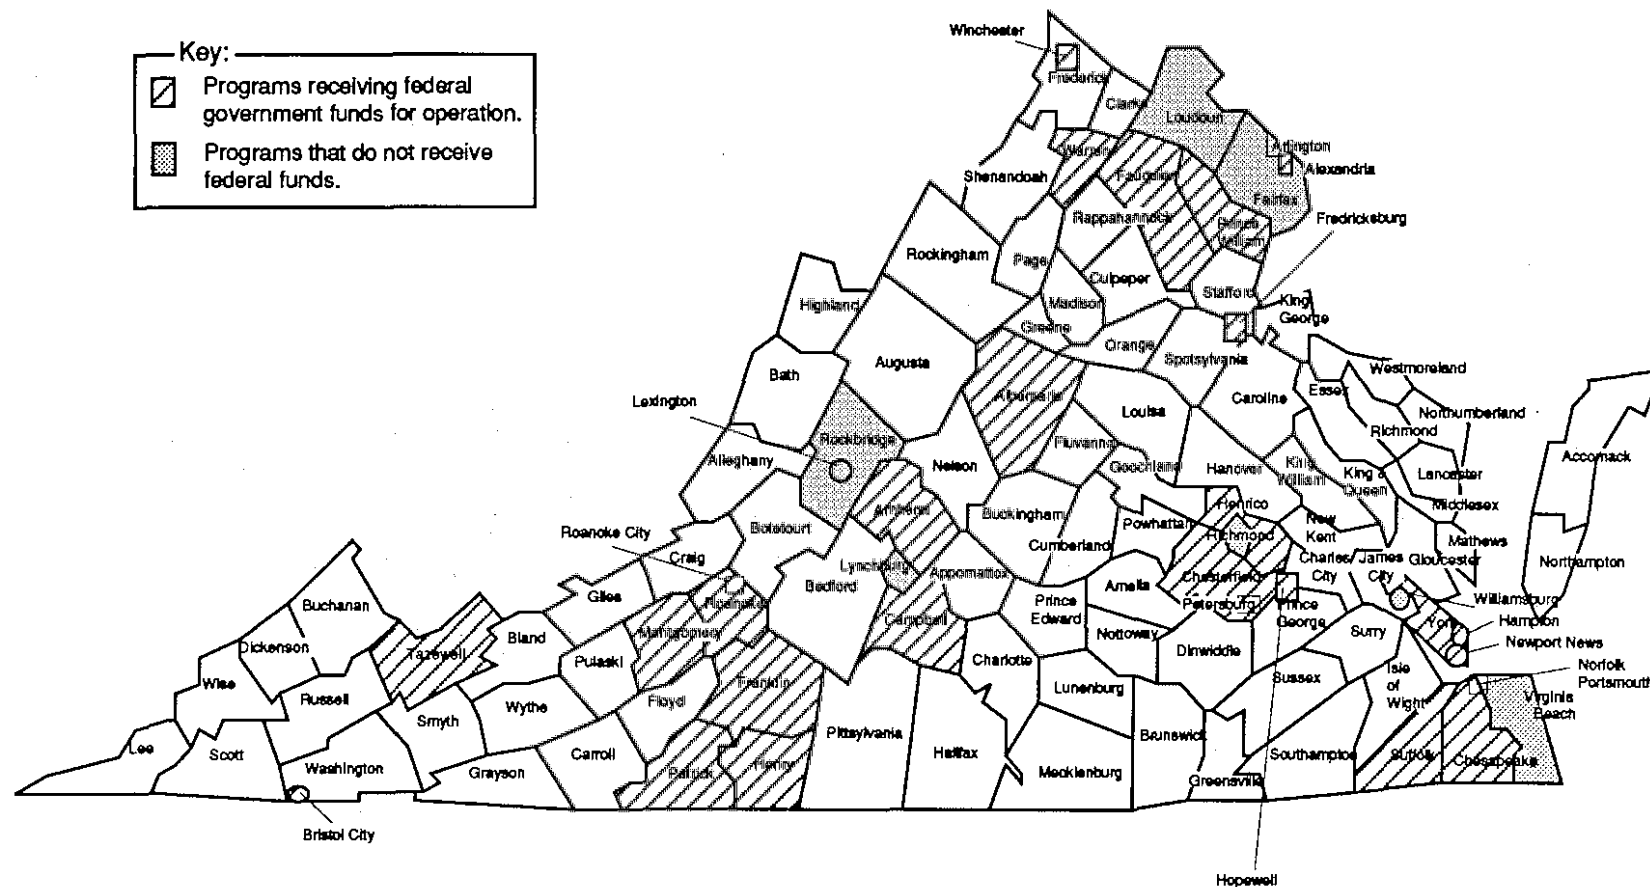 Key:
Programs receiving federal
government funds for operation.
Programs that do not receive
federal funds.
Winchester
Frederick
Clarke
Loudoun
Arlington
Alexandria
Warren
Fauquier
Fairfax
Shenandoah
Rappahannock
Prince
William
Fredricksburg
Rockingham
Page
Culpeper
Stafford
King
George
Highland
Madison
Greene
Orange
Spotsylvania
Augusta
Bath
Westmoreland
Essex
Caroline
Albemarle
Louisa
Lexington
Northumberland
Richmond
Rockbridge
Fluvanna
Accomack
Alleghany
Nelson
Goochland
Hanover
King
William
King &
Queen
Lancaster
Middlesex
Amherst
Henrico
Buckingham
Powhattan
New
Kent
Botetourt
Roanoke City
Richmond
Cumberland
Mathews
Craig
Charles
City
James
City
Gloucester
Northampton
Lynchburg
Appomattox
Chesterfield
Amelia
Bedford
Giles
Buchanan
Roanoke
Prince
Edward
Petersburg
Prince
George
Williamsburg
York
Hampton
Campbell
Montgomery
Bland
Nottoway
Surry
Newport News
Dickenson
Tazewell
Pulaski
Charlotte
Dinwiddie
Norfolk
Portsmouth
Wise
Franklin
Sussex
Isle
of
Wight
Virginia
Beach
Russell
Lunenburg
Floyd
Wythe
Smyth
Pittsylvania
Brunswick
Lee
Scott
Carroll
Halifax
Southampton
Suffolk
Chesapeake
Washington
Grayson
Patrick
Henry
Mecklenburg
Greensville
Bristol City
Hopewell